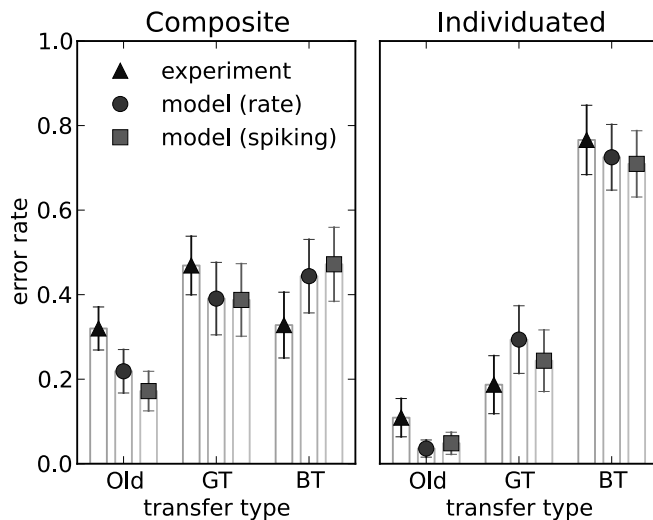 Composite
Individuated
error rate
1.0
0.8
0.6
0.4
0.2
0.0
experiment
model (rate)
model (spiking)
Old GT BT
transfer type
Old GT BT
transfer type